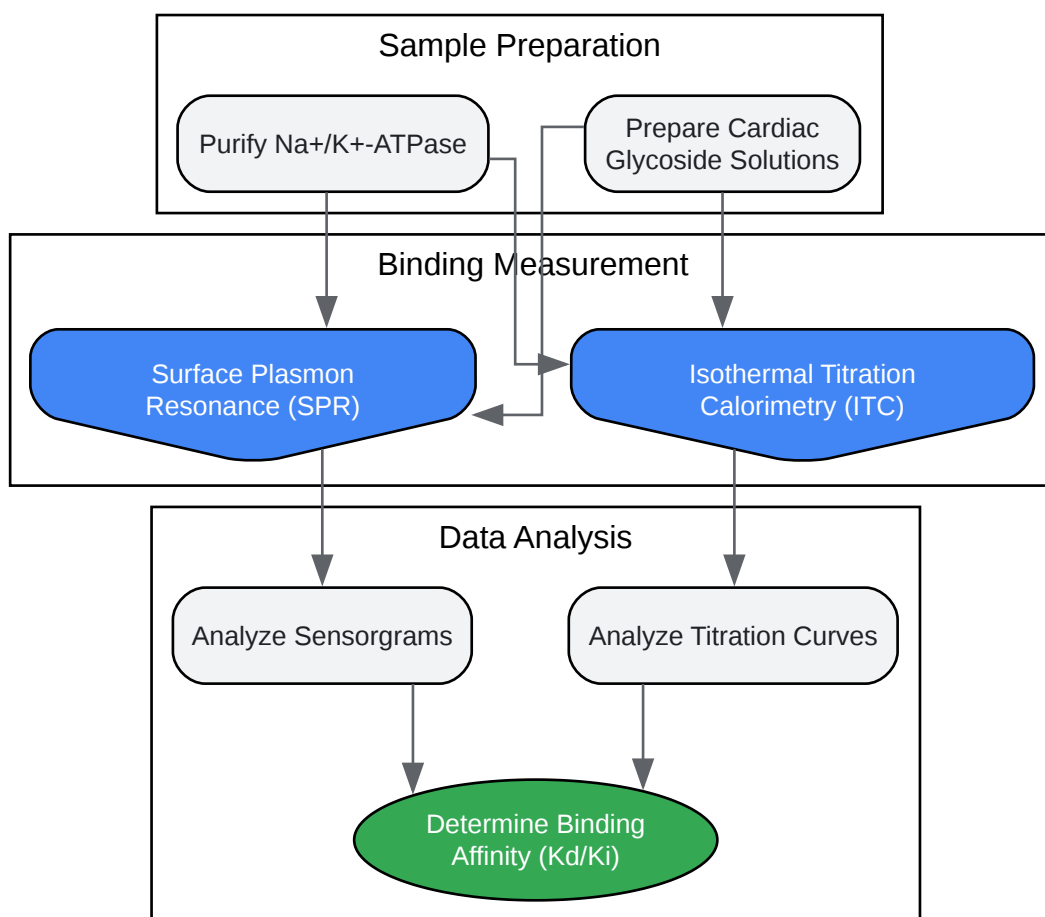 Sample Preparation
Purify Na+/K+-ATPase
Prepare Cardiac
Glycoside Solutions
Binding Measurement
Surface Plasmon
Resonance (SPR)
Isothermal Titration
Calorimetry (ITC)
Data Analysis
Analyze Sensorgrams
Analyze Titration Curves
Determine Binding
Affinity (Kd/Ki)